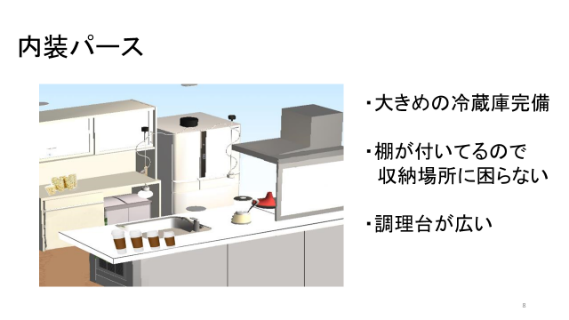 内装パース
・大きめの冷蔵庫完備
・棚が付いてるので
収納場所に困らない
・調理台が広い
8